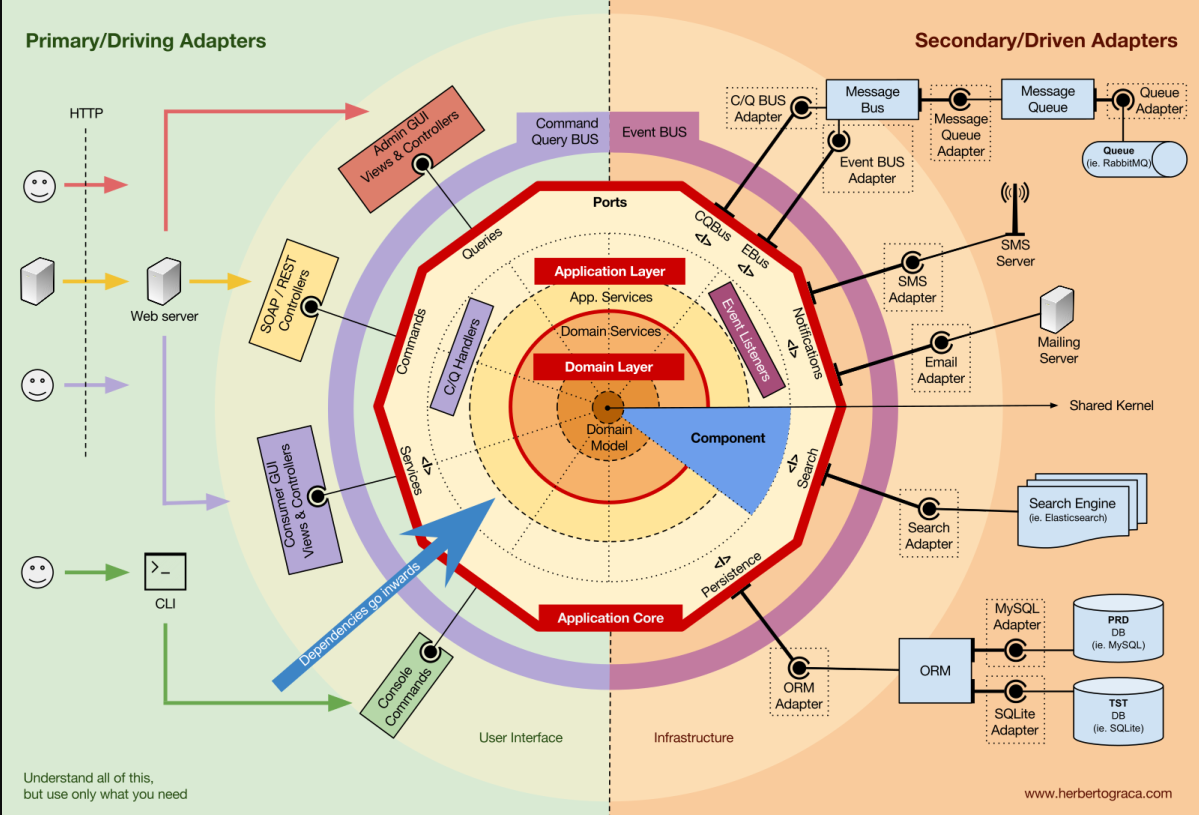 Primary/Driving Adapters
Secondary/Driven Adapters
HTTP
Web server
CLI
Admin GUI
Views & Controllers
SOAP / REST
Controllers
Consumer GUI
Views & Controllers
Console
Commands
Dependencies go inwards
Command
Query BUS
Event BUS
Ports
Queries
Commands
Services
</>
C/Q Handlers
Application Layer
App. Services
Domain Services
Domain Layer
Domain
Model
Component
Event Listeners
Application Core
CQBus
</>
EBus
</>
Notifications
</>
Search
</>
Persistence
</>
C/Q BUS
Adapter
Message
Bus
Event BUS
Adapter
Message
Queue
Adapter
Message
Queue
Queue
Adapter
Queue
(ie. RabbitMQ)
SMS
Server
SMS
Adapter
Mailing
Server
Email
Adapter
Shared Kernel
Search Engine
(ie. Elasticsearch)
Search
Adapter
ORM
Adapter
ORM
MySQL
Adapter
PRD
DB
(ie. MySQL)
SQLite
Adapter
TST
DB
(ie. SQLite)
User Interface
Infrastructure
Understand all of this,
but use only what you need
www.herbertograca.com